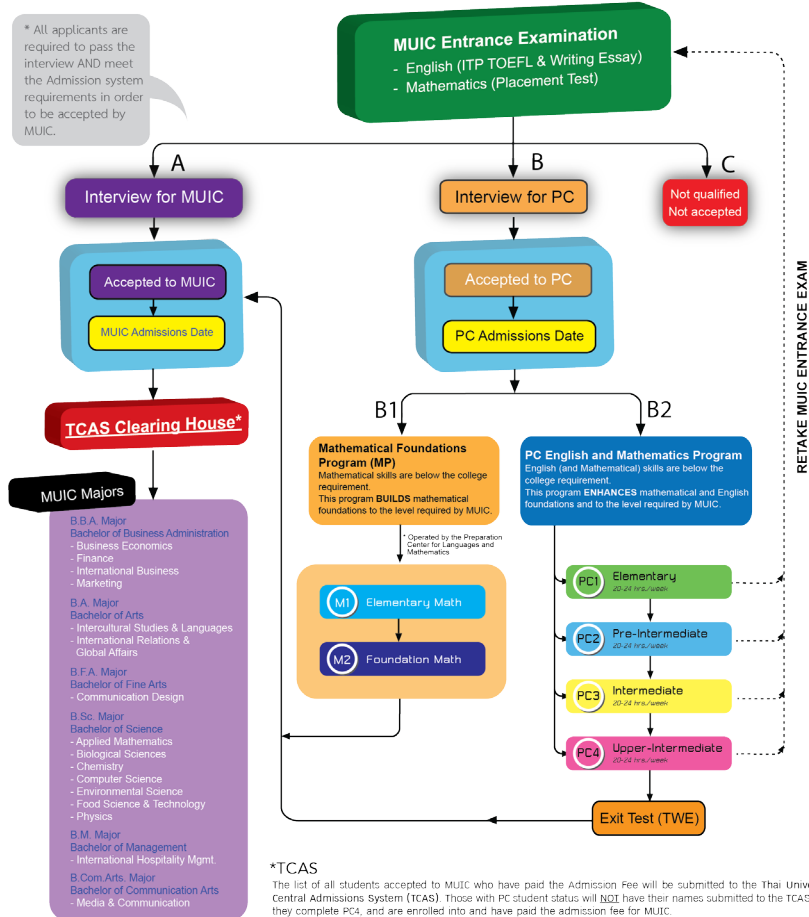 * All applicants are
required to pass the
interview AND meet
the Admission system
requirements in order
to be accepted by
MUIC.
MUIC Entrance Examination
- English (ITP TOEFL & Writing Essay)
- Mathematics (Placement Test)
A
B
C
Interview for MUIC
Interview for PC
Not qualified
Not accepted
Accepted to MUIC
MUIC Admissions Date
Accepted to PC
PC Admissions Date
RETAKE MUIC ENTRANCE EXAM
TCAS Clearing House*
MUIC Majors
B.B.A. Major
Bachelor of Business Administration
- Business Economics
- Finance
- International Business
- Marketing
B.A. Major
Bachelor of Arts
- Intercultural Studies & Languages
- International Relations &
Global Affairs
B.F.A. Major
Bachelor of Fine Arts
- Communication Design
B.Sc. Major
Bachelor of Science
- Applied Mathematics
- Biological Sciences
- Chemistry
- Computer Science
- Environmental Science
- Food Science & Technology
- Physics
B.M. Major
Bachelor of Management
- International Hospitality Mgmt.
B.Com.Arts. Major
Bachelor of Communication Arts
- Media & Communication
B1
B2
Mathematical Foundations
Program (MP)
Mathematical skills are below the college
requirement.
This program BUILDS mathematical
foundations to the level required by MUIC.
PC English and Mathematics Program
English (and Mathematical) skills are below the
college requirement.
This program ENHANCES mathematical and English
foundations and to the level required by MUIC.
* Operated by the Preparation
Center for Languages and
Mathematics
M1 Elementary Math
M2 Foundation Math
PC1 Elementary
20-24 hrs./week
PC2 Pre-Intermediate
20-24 hrs./week
PC3 Intermediate
20-24 hrs./week
PC4 Upper-Intermediate
20-24 hrs./week
Exit Test (TWE)
*TCAS
The list of all students accepted to MUIC who have paid the Admission Fee will be submitted to the Thai Unive
Central Admissions System (TCAS). Those with PC student status will NOT have their names submitted to the TCAS
they complete PC4, and are enrolled into and have paid the admission fee for MUIC.